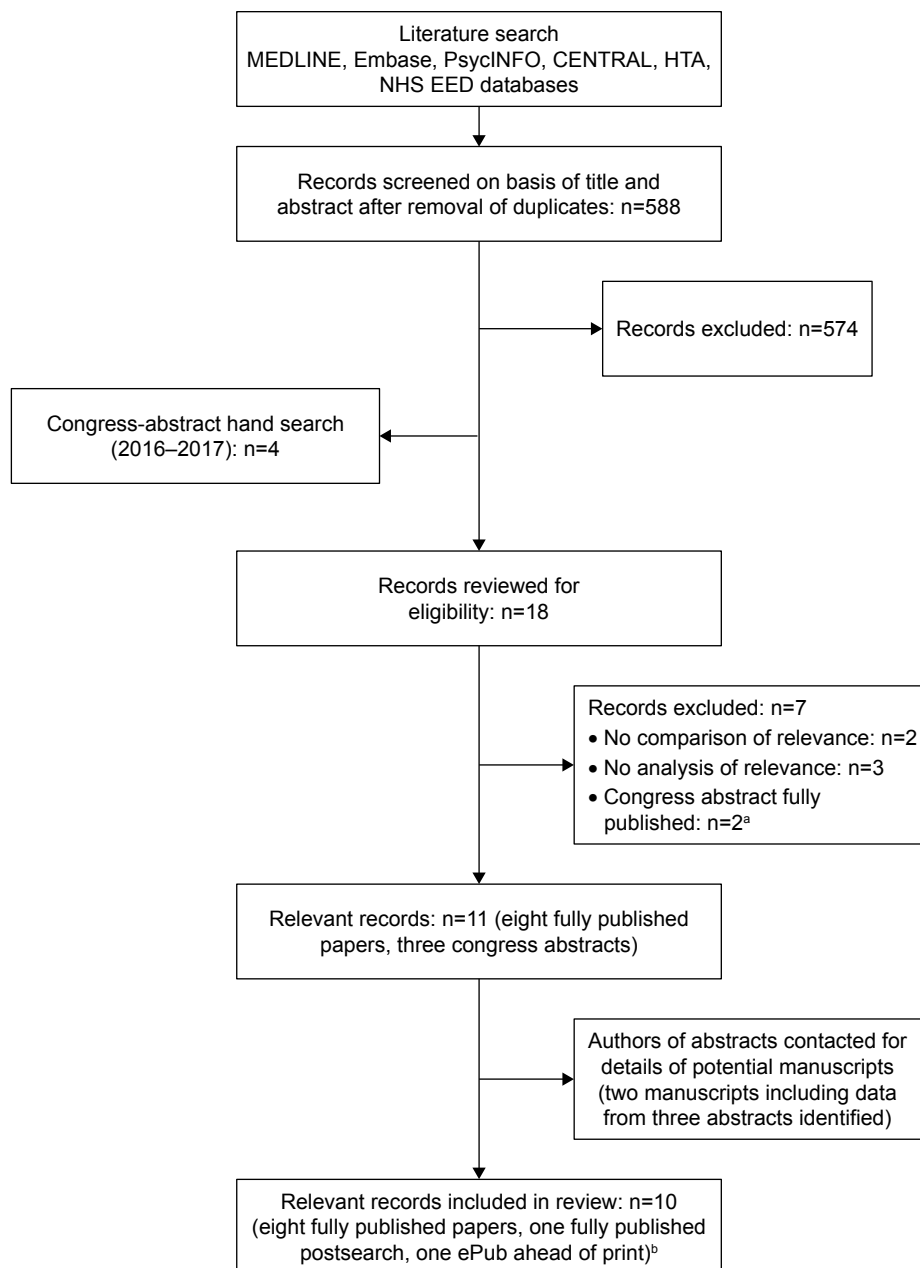 Literature search
MEDLINE, Embase, PsycINFO, CENTRAL, HTA,
NHS EED databases
Records screened on basis of title and
abstract after removal of duplicates: n=588
Records excluded: n=574
Congress-abstract hand search
(2016–2017): n=4
Records reviewed for
eligibility: n=18
Records excluded: n=7
• No comparison of relevance: n=2
• No analysis of relevance: n=3
• Congress abstract fully
published: n=2ᵃ
Relevant records: n=11 (eight fully published
papers, three congress abstracts)
Authors of abstracts contacted for
details of potential manuscripts
(two manuscripts including data
from three abstracts identified)
Relevant records included in review: n=10
(eight fully published papers, one fully published
postsearch, one ePub ahead of print)ᵇ